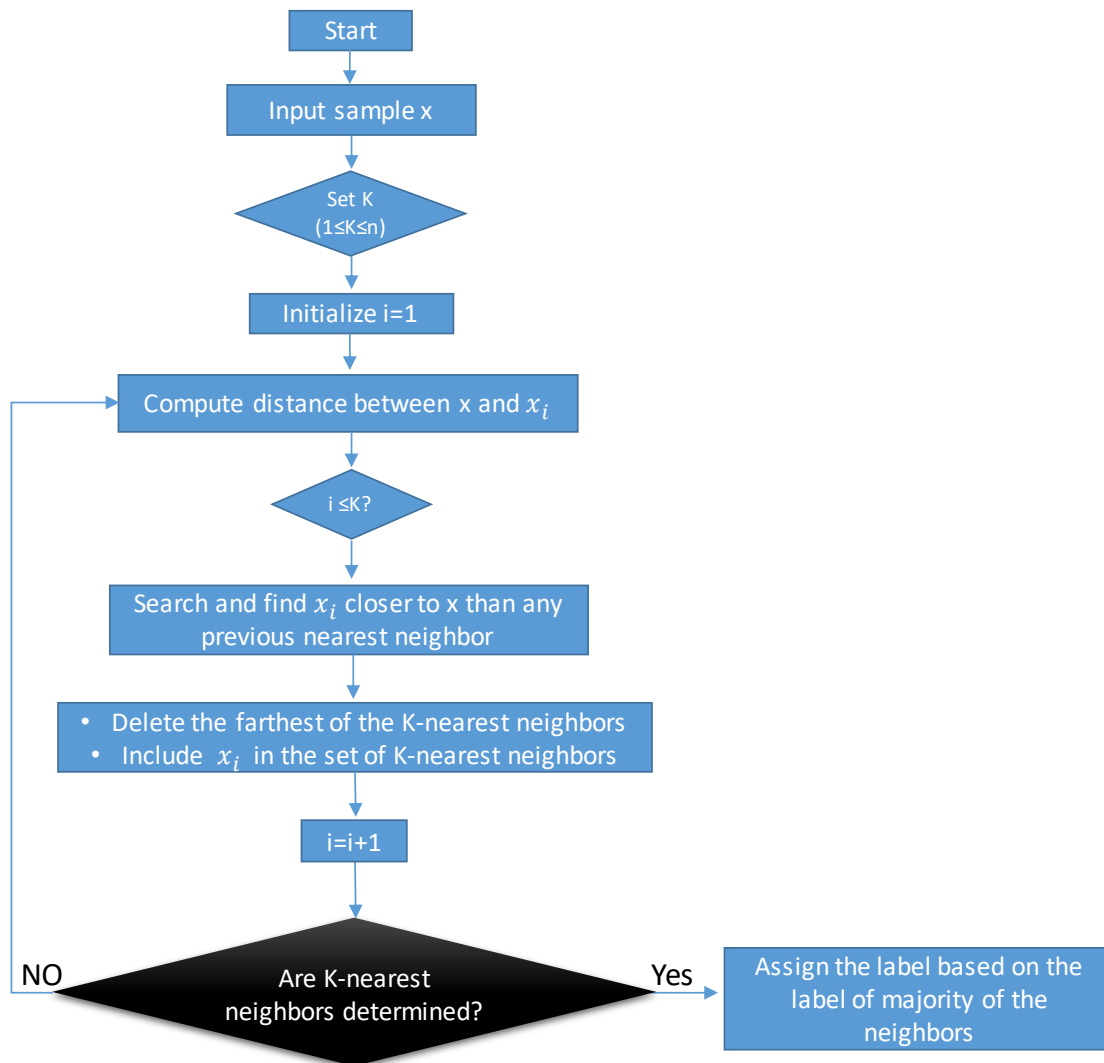 Start
Input sample x
Set K
(1≤K≤n)
Initialize i=1
Compute distance between x and 𝑥ᵢ
i ≤K?
Search and find 𝑥ᵢ closer to x than any
previous nearest neighbor
• Delete the farthest of the K-nearest neighbors
• Include 𝑥ᵢ in the set of K-nearest neighbors
i=i+1
NO
Are K-nearest
neighbors determined?
Yes
Assign the label based on the
label of majority of the
neighbors